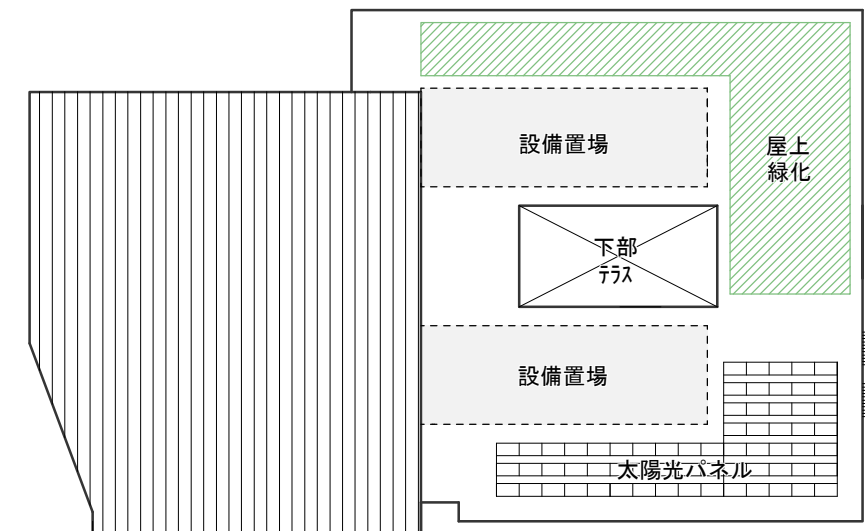 設備置場
屋上
緑化
下部
ﾃﾗｽ
設備置場
太陽光パネル